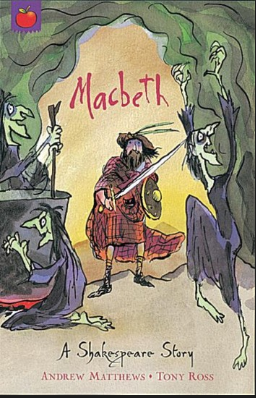 Macbeth
A Shakespeare Story
ANDREW MATTHEWS • TONY ROSS